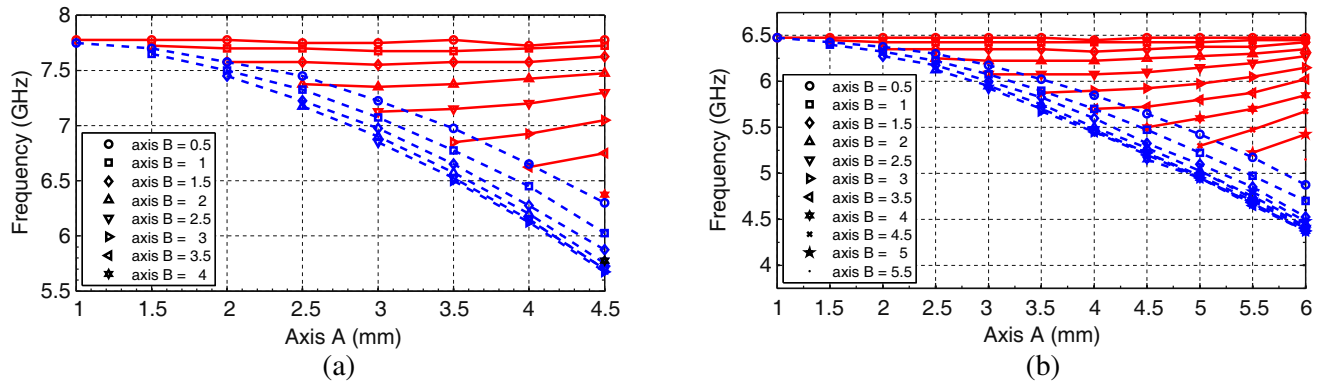 8
7.5
7
6.5
6
5.5
Frequency (GHz)
axis B = 0.5
axis B = 1
axis B = 1.5
axis B = 2
axis B = 2.5
axis B = 3
axis B = 3.5
axis B = 4
1 1.5 2 2.5 3 3.5 4 4.5
Axis A (mm)
(a)
6.5
6
5.5
5
4.5
4
Frequency (GHz)
axis B = 0.5
axis B = 1
axis B = 1.5
axis B = 2
axis B = 2.5
axis B = 3
axis B = 3.5
axis B = 4
axis B = 4.5
axis B = 5
axis B = 5.5
1 1.5 2 2.5 3 3.5 4 4.5 5 5.5 6
Axis A (mm)
(b)